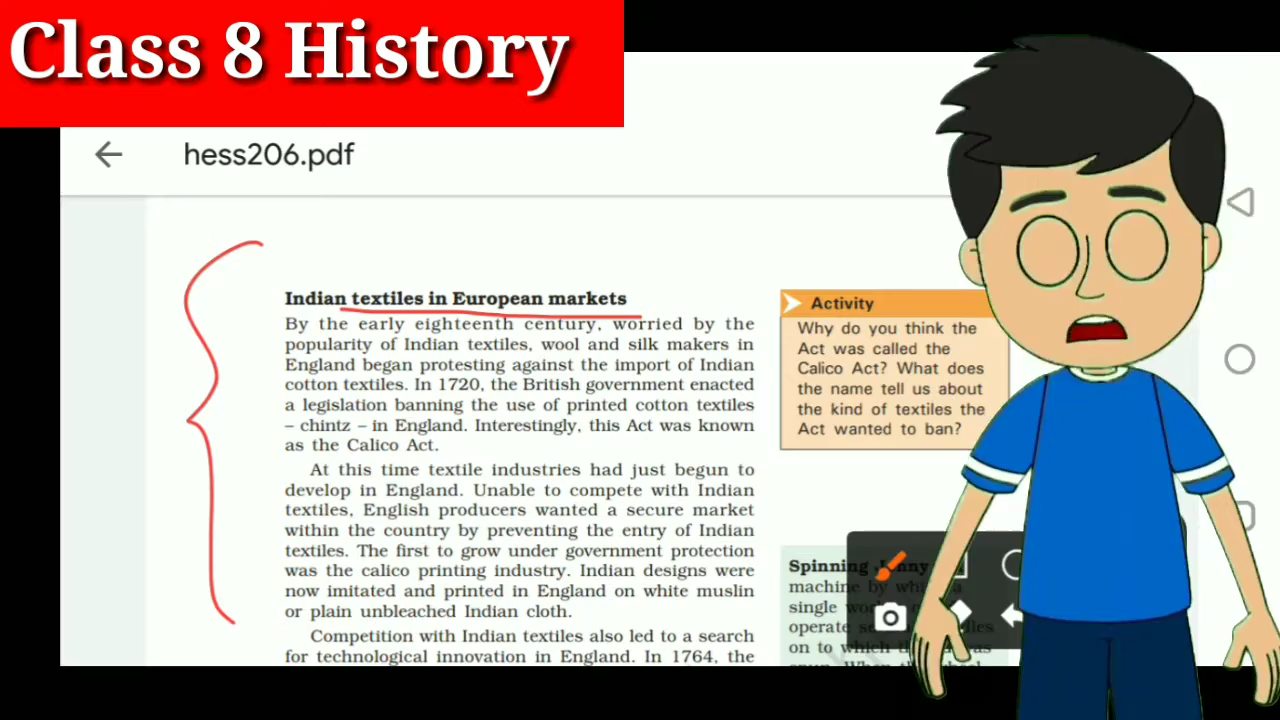 Class 8 History
hess206.pdf
Indian textiles in European markets
By the early eighteenth century, worried by the
popularity of Indian textiles, wool and silk makers in
England began protesting against the import of Indian
cotton textiles. In 1720, the British government enacted
a legislation banning the use of printed cotton textiles
– chintz – in England. Interestingly, this Act was known
as the Calico Act.
At this time textile industries had just begun to
develop in England. Unable to compete with Indian
textiles, English producers wanted a secure market
within the country by preventing the entry of Indian
textiles. The first to grow under government protection
was the calico printing industry. Indian designs were
now imitated and printed in England on white muslin
or plain unbleached Indian cloth.
Competition with Indian textiles also led to a search
for technological innovation in England. In 1764, the
Activity
Why do you think the
Act was called the
Calico Act? What does
the name tell us about
the kind of textiles the
Act wanted to ban?
Spinning Jenny
machine by
single
operate
on to which